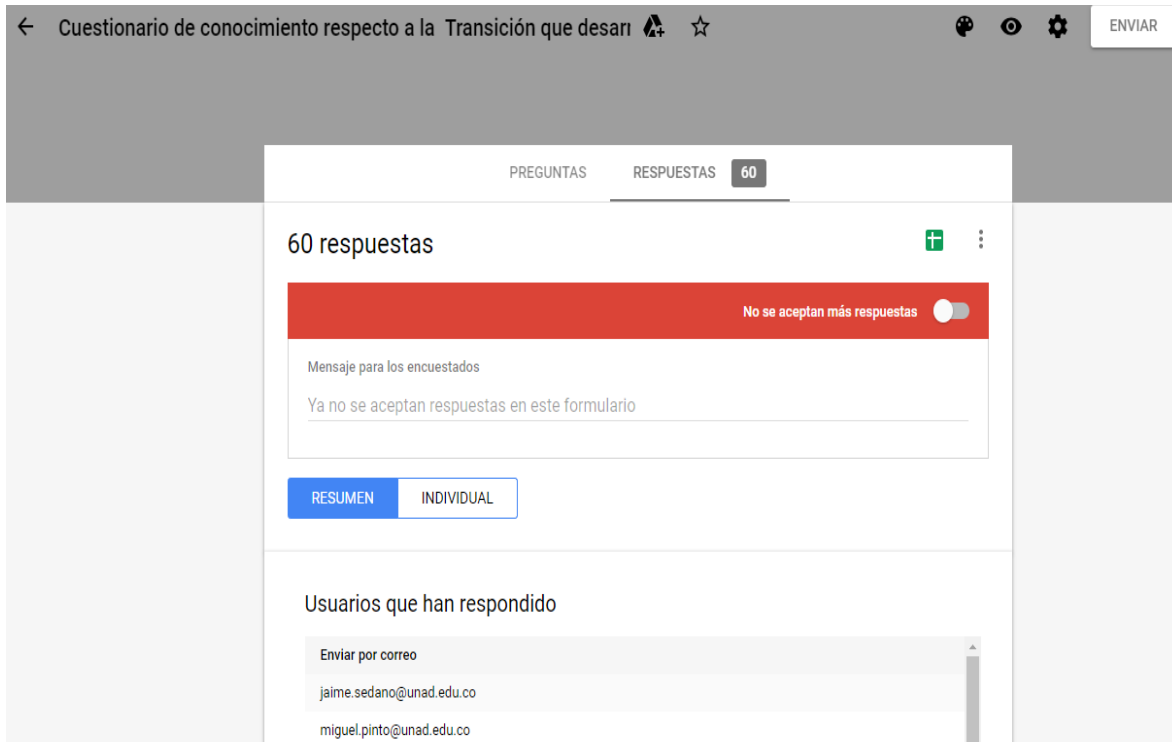 Cuestionario de conocimiento respecto a la Transición que desarr
ENVIAR
PREGUNTAS RESPUESTAS 60
60 respuestas
No se aceptan más respuestas
Mensaje para los encuestados
Ya no se aceptan respuestas en este formulario
RESUMEN INDIVIDUAL
Usuarios que han respondido
Enviar por correo
jaime.sedano@unad.edu.co
miguel.pinto@unad.edu.co